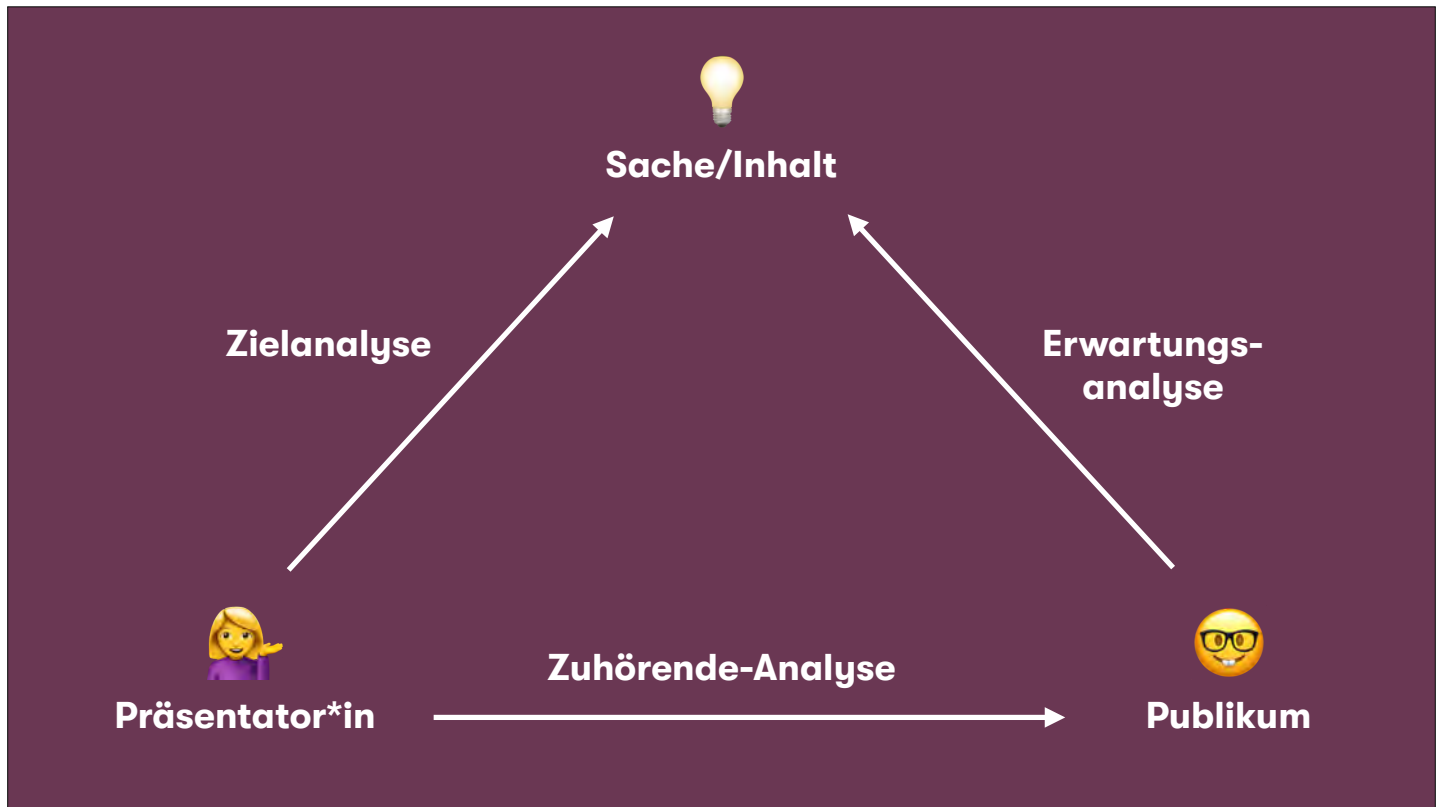 Sache/Inhalt
Zielanalyse
Erwartungs-
analyse
Zuhörende-Analyse
Präsentator*in
Publikum